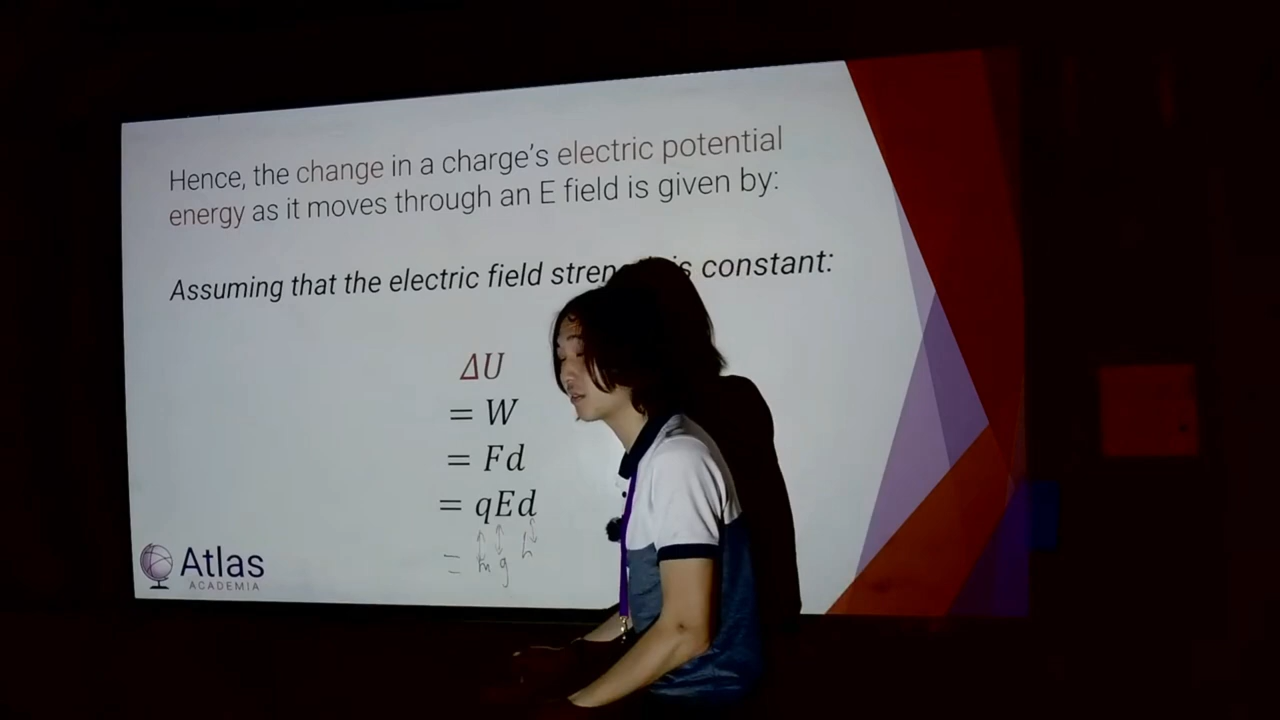 Hence, the change in a charge's electric potential
energy as it moves through an E field is given by:
Assuming that the electric field constant:
ΔU
= W
= Fd
= qEd
= m g h
Atlas
ACADEMIA